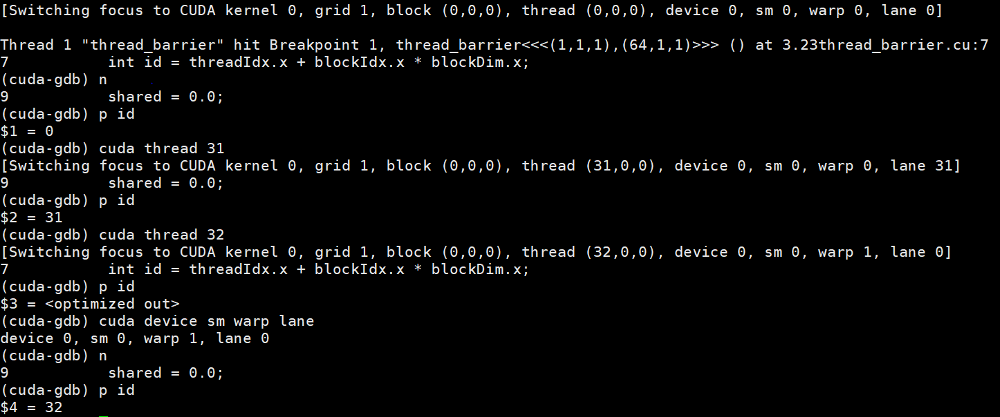 [Switching focus to CUDA kernel 0, grid 1, block (0,0,0), thread (0,0,0), device 0, sm 0, warp 0, lane 0]
Thread 1 "thread_barrier" hit Breakpoint 1, thread_barrier<<<(1,1,1),(64,1,1)>>> () at 3.23thread_barrier.cu:7
7           int id = threadIdx.x + blockIdx.x * blockDim.x;
(cuda-gdb) n
9           shared = 0.0;
(cuda-gdb) p id
$1 = 0
(cuda-gdb) cuda thread 31
[Switching focus to CUDA kernel 0, grid 1, block (0,0,0), thread (31,0,0), device 0, sm 0, warp 0, lane 31]
9           shared = 0.0;
(cuda-gdb) p id
$2 = 31
(cuda-gdb) cuda thread 32
[Switching focus to CUDA kernel 0, grid 1, block (0,0,0), thread (32,0,0), device 0, sm 0, warp 1, lane 0]
7           int id = threadIdx.x + blockIdx.x * blockDim.x;
(cuda-gdb) p id
$3 = <optimized out>
(cuda-gdb) cuda device sm warp lane
device 0, sm 0, warp 1, lane 0
(cuda-gdb) n
9           shared = 0.0;
(cuda-gdb) p id
$4 = 32